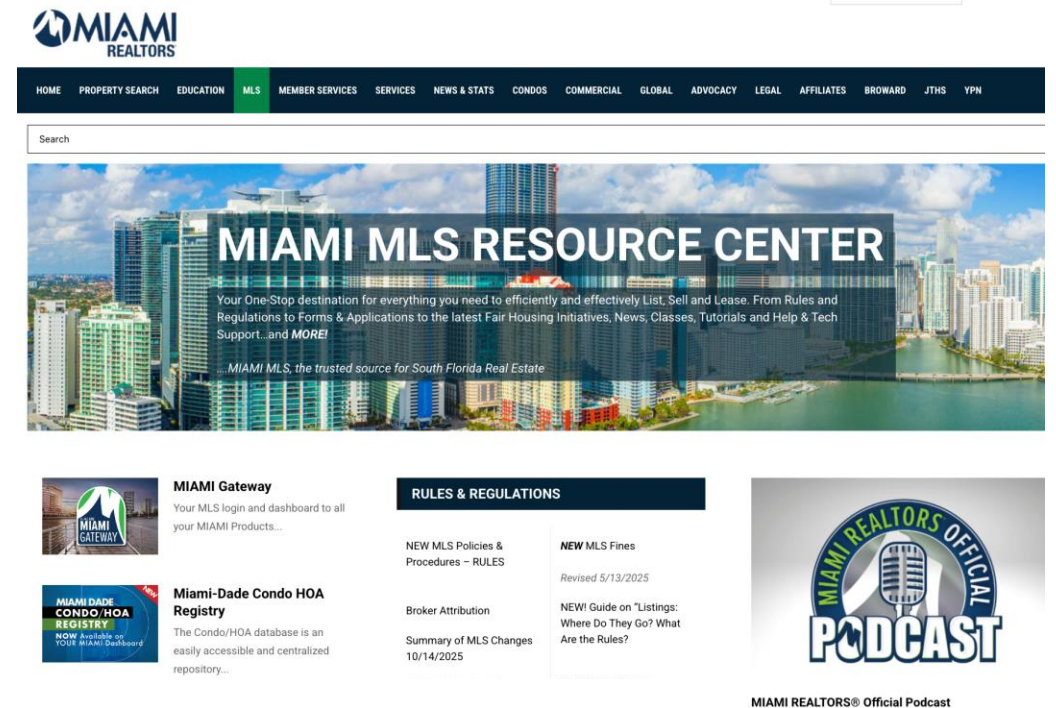 MIAMI
REALTORS
HOME PROPERTY SEARCH EDUCATION MLS MEMBER SERVICES SERVICES NEWS & STATS CONDOS COMMERCIAL GLOBAL ADVOCACY LEGAL AFFILIATES BROWARD JTHS YPN
Search
MIAMI MLS RESOURCE CENTER
Your One-Stop destination for everything you need to efficiently and effectively List, Sell and Lease. From Rules and
Regulations to Forms & Applications to the latest Fair Housing Initiatives, News, Classes, Tutorials and Help & Tech
Support...and MORE!
....MIAMI MLS, the trusted source for South Florida Real Estate
MIAMI
GATEWAY
MIAMI Gateway
Your MLS login and dashboard to all
your MIAMI Products...
NEW
MIAMI DADE
CONDO/HOA
REGISTRY
NOW Available on
YOUR MIAMI Dashboard
Miami-Dade Condo HOA
Registry
The Condo/HOA database is an
easily accessible and centralized
repository...
RULES & REGULATIONS
NEW MLS Policies &
Procedures – RULES
Broker Attribution
Summary of MLS Changes
10/14/2025
NEW MLS Fines
Revised 5/13/2025
NEW! Guide on "Listings:
Where Do They Go? What
Are the Rules?
MIAMI REALTORS OFFICIAL
PODCAST
MIAMI REALTORS® Official Podcast